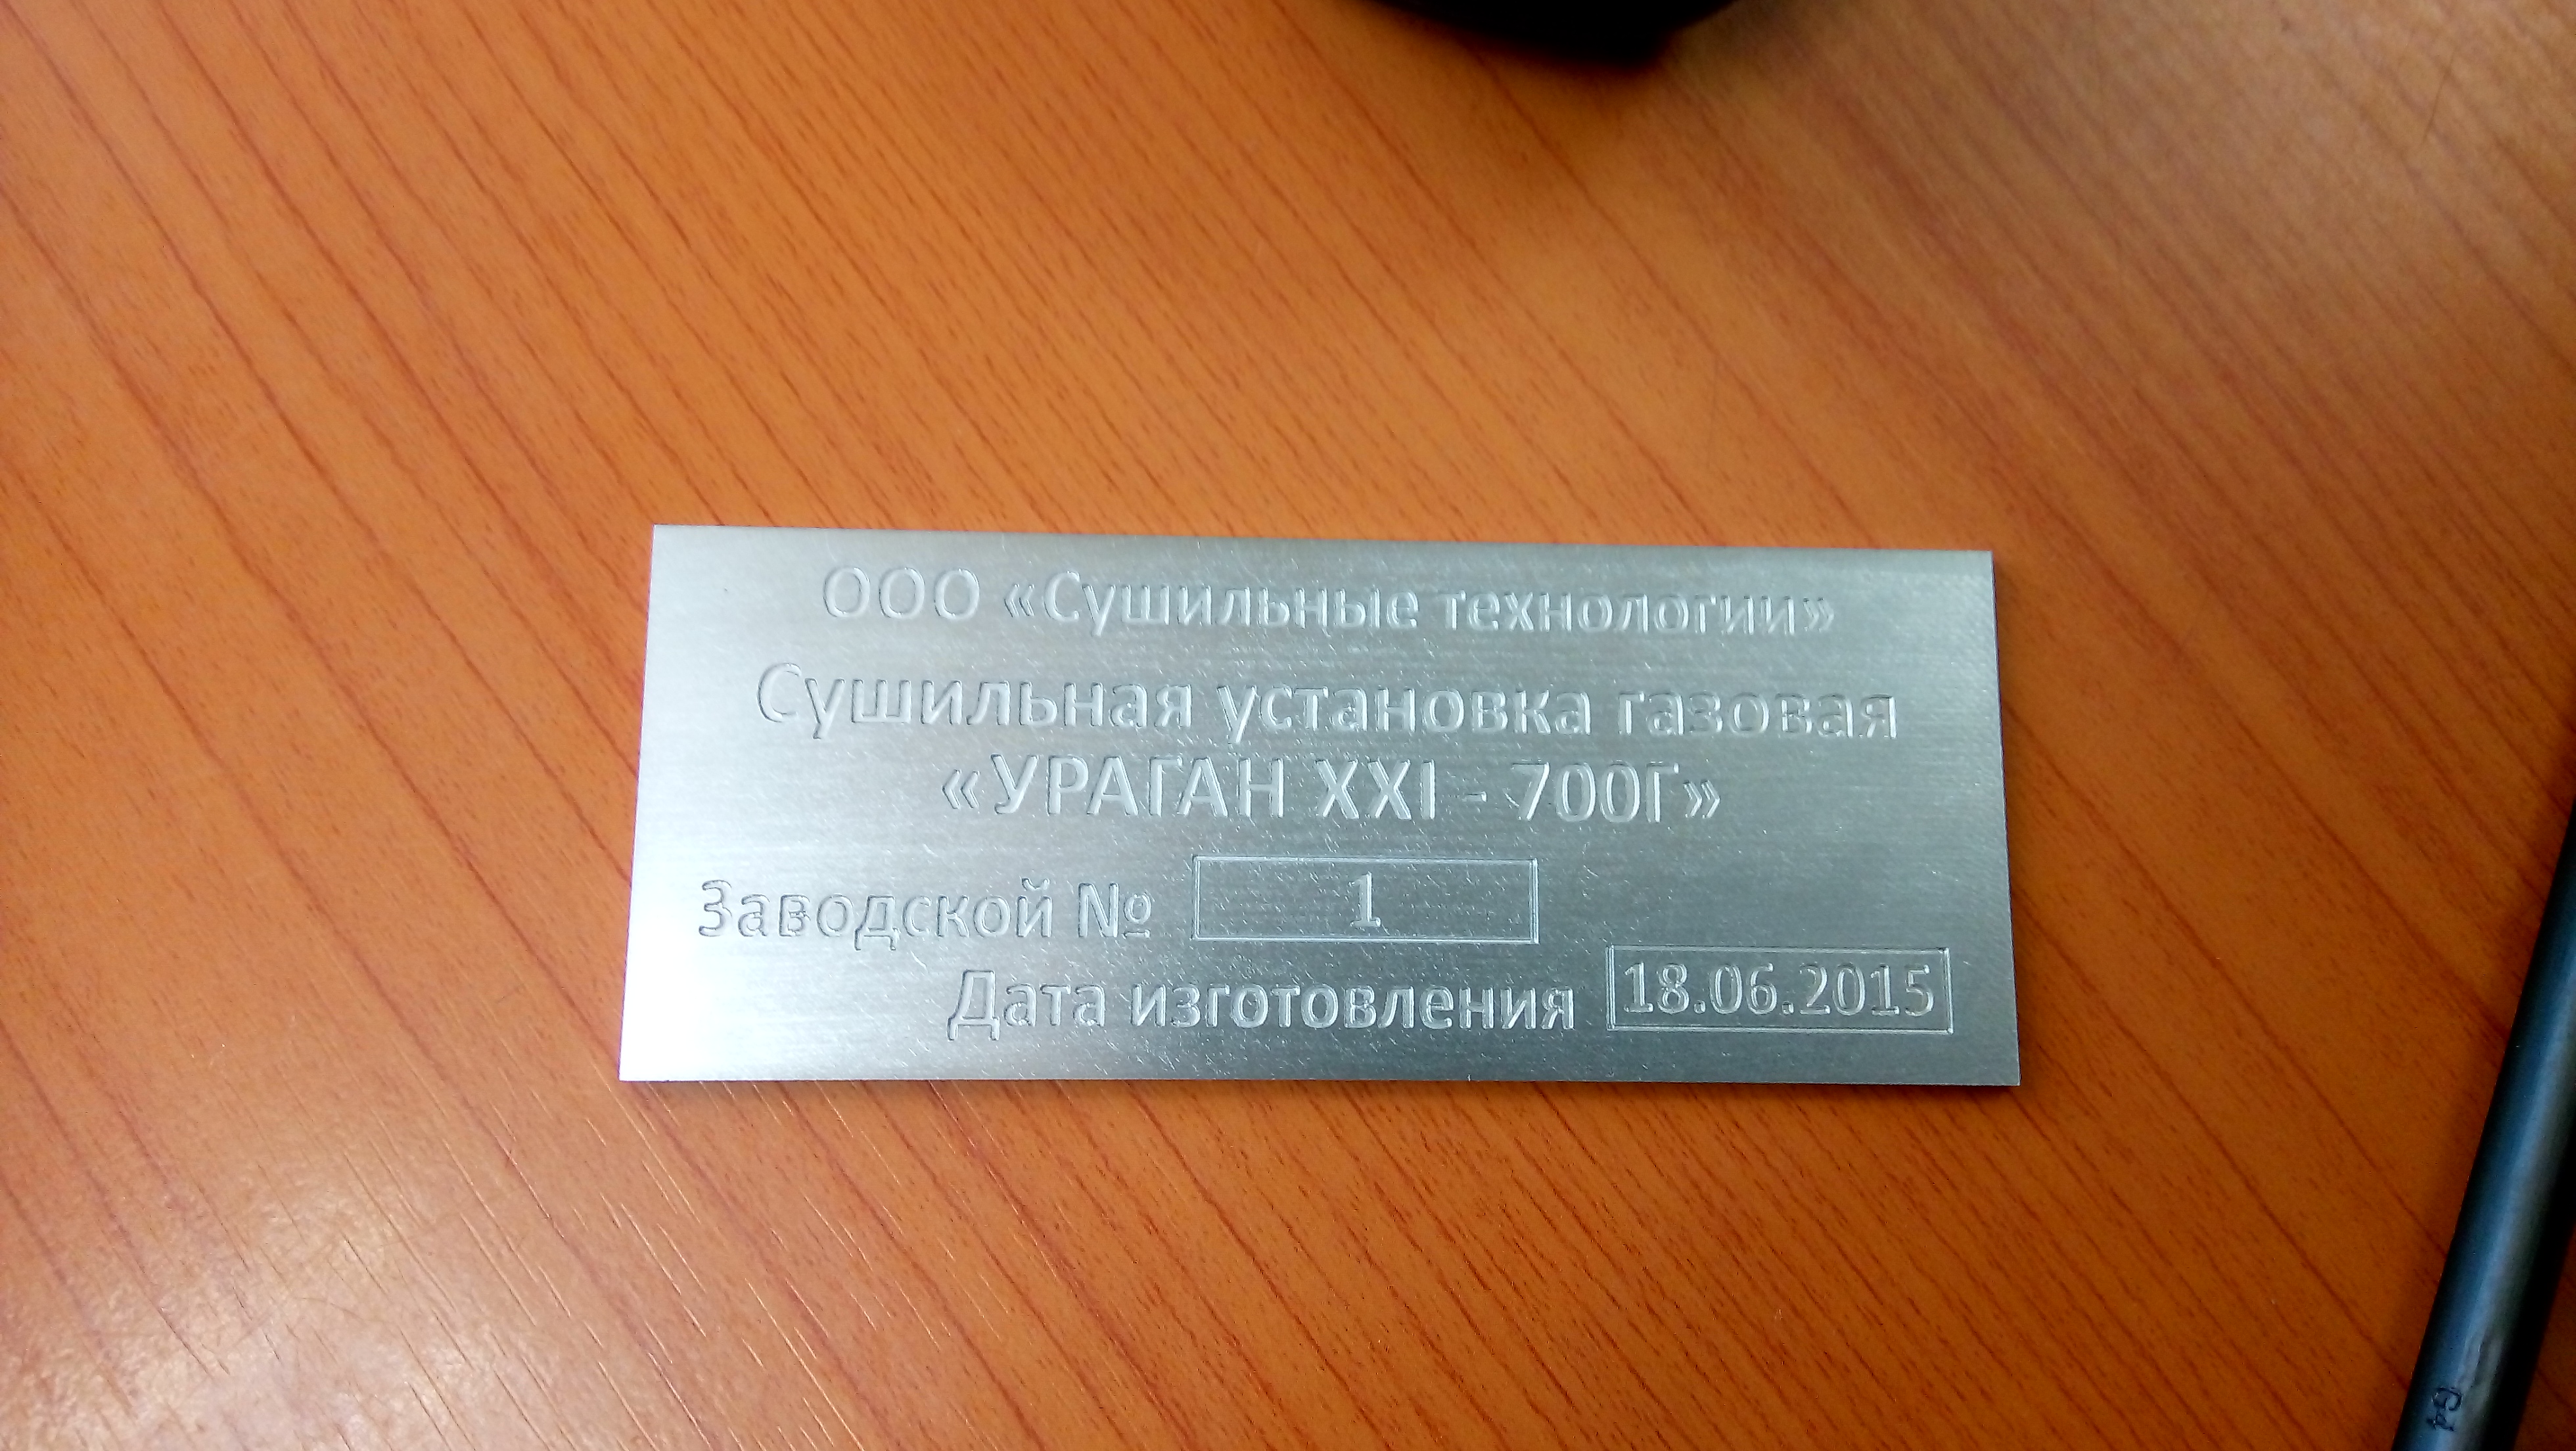 ООО «Сушильные технологии»
Сушильная установка газовая
«УРАГАН XXI - 700Г»
Заводской № 1
Дата изготовления 18.06.2015